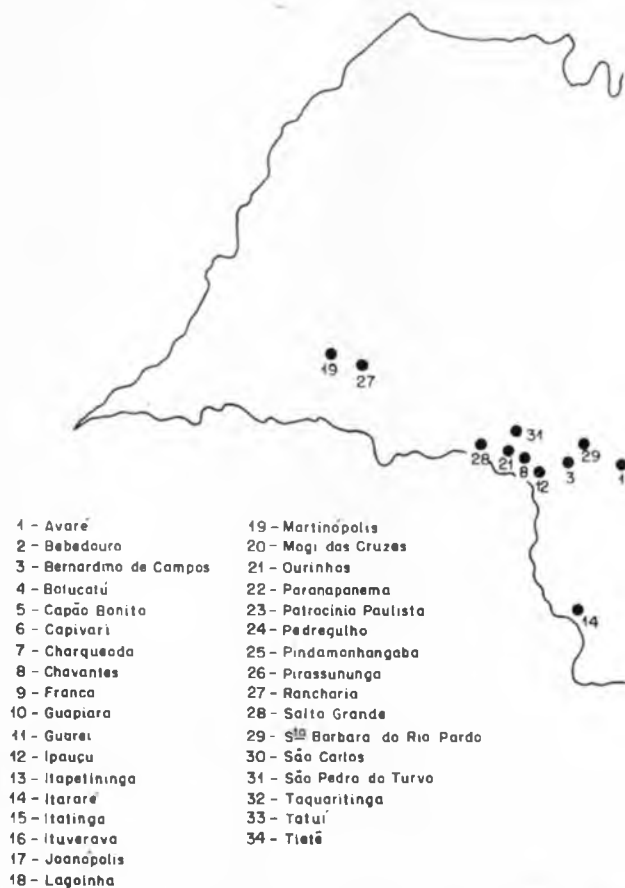 19
27
31
28
21
8
12
3
29
1
14
1 - Avaré
2 - Bebedouro
3 - Bernardino de Campos
4 - Botucatú
5 - Capão Bonito
6 - Capivari
7 - Charqueada
8 - Chavantes
9 - Franca
10 - Guapiara
11 - Guarei
12 - Ipauçu
13 - Itapetininga
14 - Itararé
15 - Itatinga
16 - Ituverava
17 - Joanópolis
18 - Lagoinha
19 - Martinópolis
20 - Mogi das Cruzes
21 - Ourinhos
22 - Paranapanema
23 - Patrocínio Paulista
24 - Pedregulho
25 - Pindamonhangaba
26 - Pirassununga
27 - Rancharia
28 - Salto Grande
29 - Sta Barbara do Rio Pardo
30 - São Carlos
31 - São Pedro do Turvo
32 - Taquaritinga
33 - Tatuí
34 - Tietê